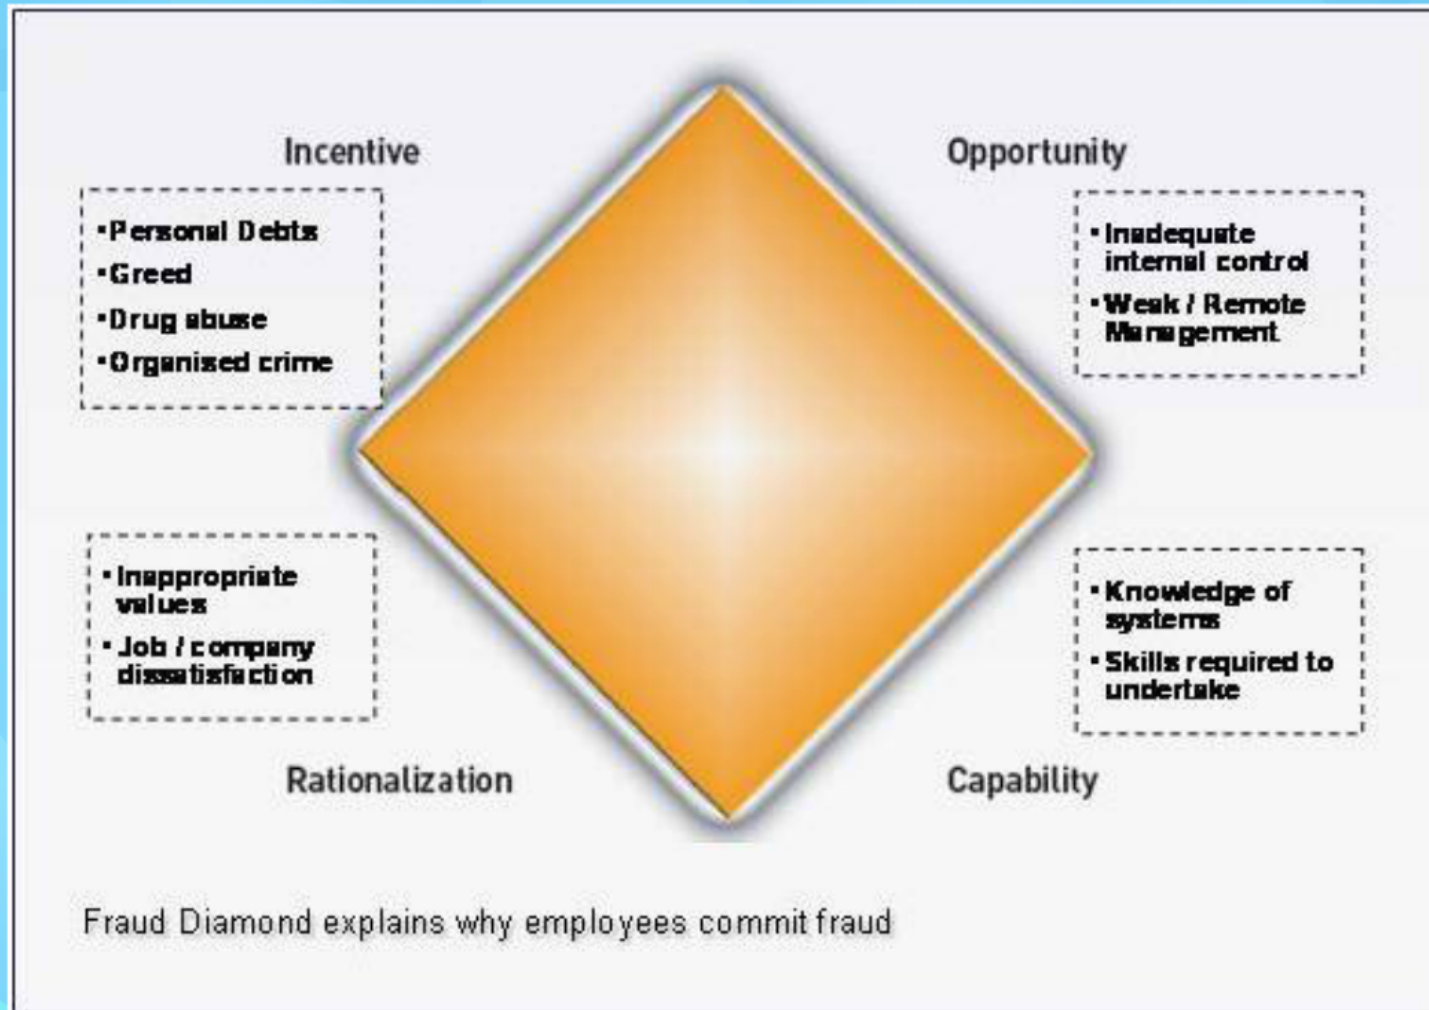 Incentive
Opportunity
▪Personal Debts
▪Greed
▪Drug abuse
▪Organised crime
▪Inadequate
internal control
▪Weak / Remote
Management
▪Inappropriate
values
▪Job / company
dissatisfaction
▪Knowledge of
systems
▪Skills required to
undertake
Rationalization
Capability
Fraud Diamond explains why employees commit fraud